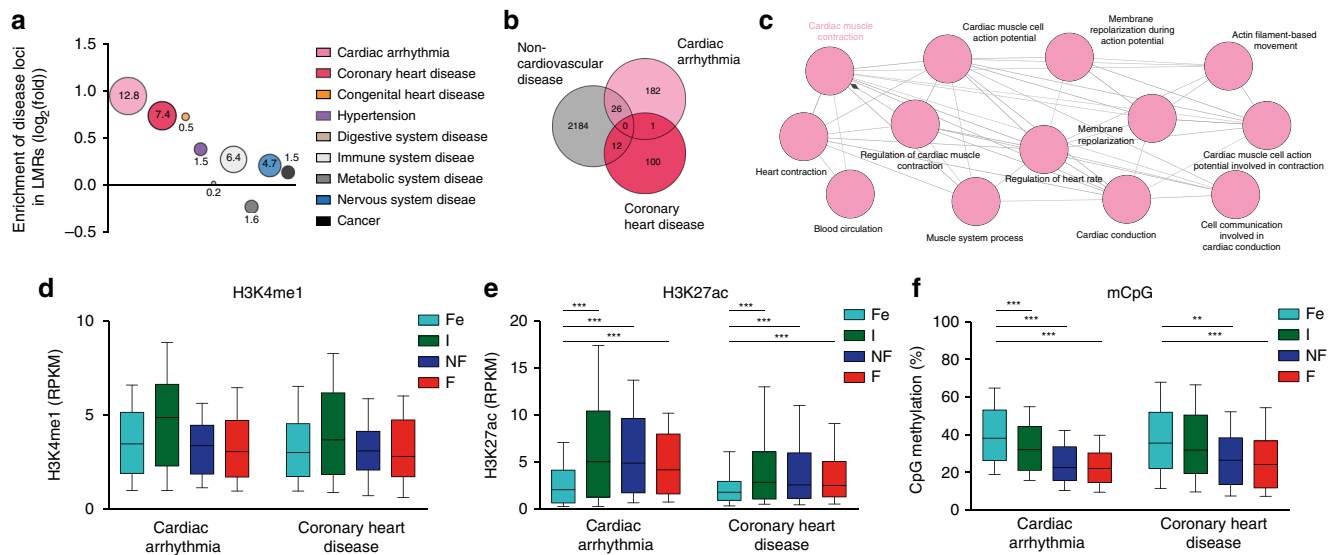 a
Enrichment of disease loci
in LMRs (log2(fold))
1.5
1.0
0.5
0.0
–0.5
12.8
7.4
0.5
1.5
0.2
6.4
1.6
4.7
1.5
Cardiac arrhythmia
Coronary heart disease
Congenital heart disease
Hypertension
Digestive system disease
Immune system diseae
Metabolic system diseae
Nervous system diseae
Cancer
b
Non-
cardiovascular
disease
Cardiac
arrhythmia
182
26
2184
0
1
12
100
Coronary
heart disease
c
Cardiac muscle
contraction
Cardiac muscle cell
action potential
Membrane
repolarization during
action potential
Actin filament-based
movement
Heart contraction
Regulation of cardiac muscle
contraction
Membrane
repolarization
Regulation of heart rate
Cardiac muscle cell action
potential involved in contraction
Blood circulation
Muscle system process
Cardiac conduction
Cell communication
involved in
cardiac conduction
d
H3K4me1
H3K4me1 (RPKM)
10
5
0
Fe
I
NF
F
Cardiac
arrhythmia
Coronary heart
disease
e
H3K27ac
H3K27ac (RPKM)
20
15
10
5
0
***
***
***
***
***
***
Fe
I
NF
F
Cardiac
arrhythmia
Coronary heart
disease
f
mCpG
CpG methylation (%)
100
80
60
40
20
0
***
***
***
**
***
Fe
I
NF
F
Cardiac
arrhythmia
Coronary heart
disease